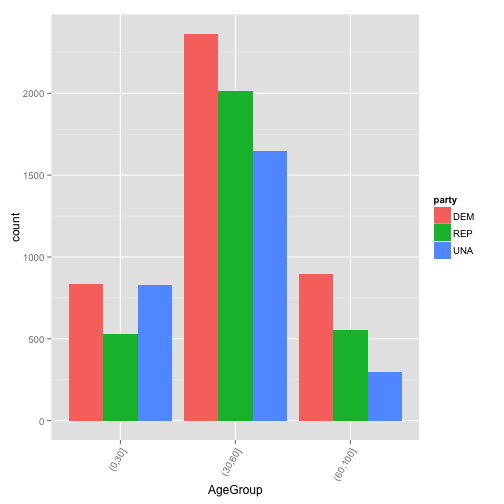 2000
1500
1000
500
0
count
(0,30]
(30,60]
(60,100]
AgeGroup
party
DEM
REP
UNA